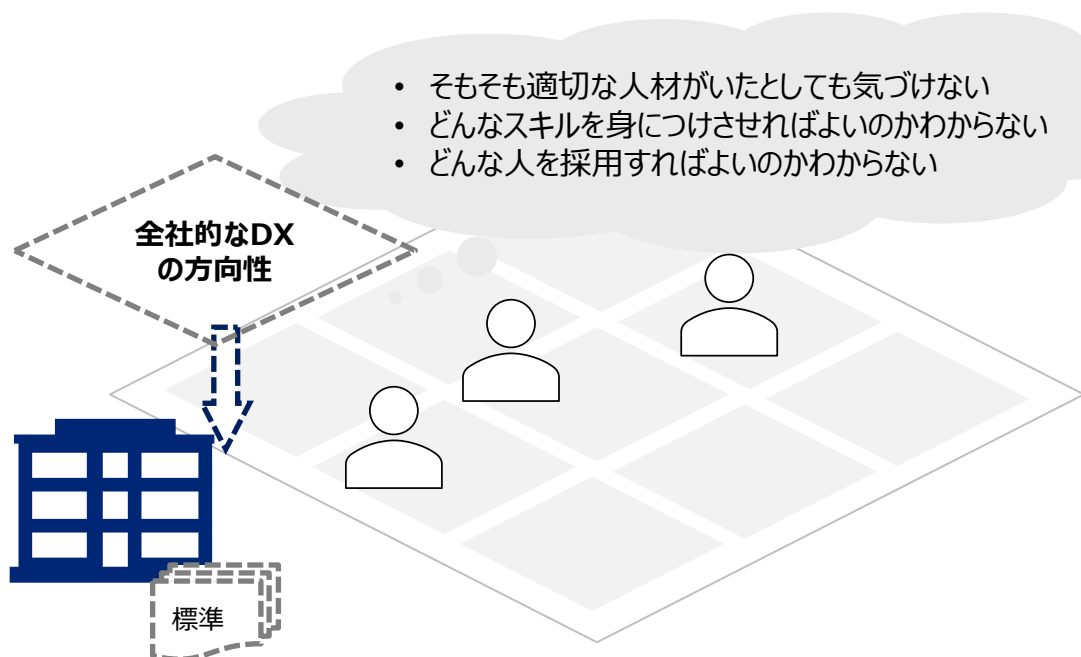 • そもそも適切な人材がいたとしても気づけない
• どんなスキルを身につけさせればよいのかわからない
• どんな人を採用すればよいのかわからない
全社的なDX
の方向性
標準